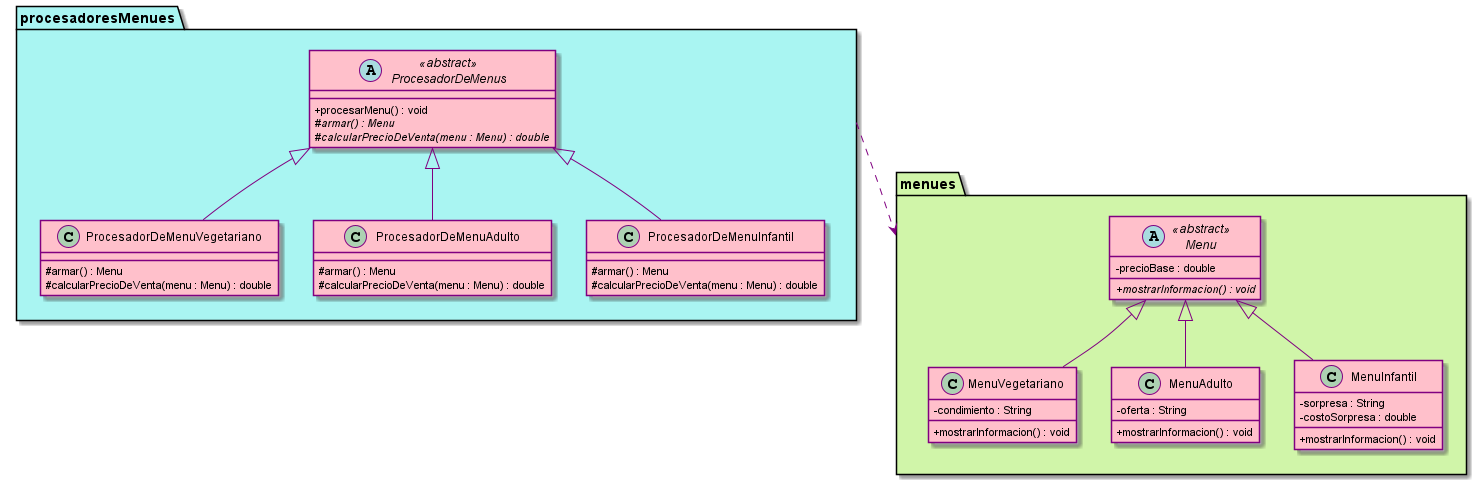 procesadoresMenues
A
«abstract»
ProcesadorDeMenus
+procesarMenu() : void
#armar() : Menu
#calcularPrecioDeVenta(menu : Menu) : double
C ProcesadorDeMenuVegetariano
#armar() : Menu
#calcularPrecioDeVenta(menu : Menu) : double
C ProcesadorDeMenuAdulto
#armar() : Menu
#calcularPrecioDeVenta(menu : Menu) : double
C ProcesadorDeMenuInfantil
#armar() : Menu
#calcularPrecioDeVenta(menu : Menu) : double
menues
A
«abstract»
Menu
-precioBase : double
+mostrarInformacion() : void
C MenuVegetariano
-condimiento : String
+mostrarInformacion() : void
C MenuAdulto
-oferta : String
+mostrarInformacion() : void
C MenuInfantil
-sorpresa : String
-costoSorpresa : double
+mostrarInformacion() : void